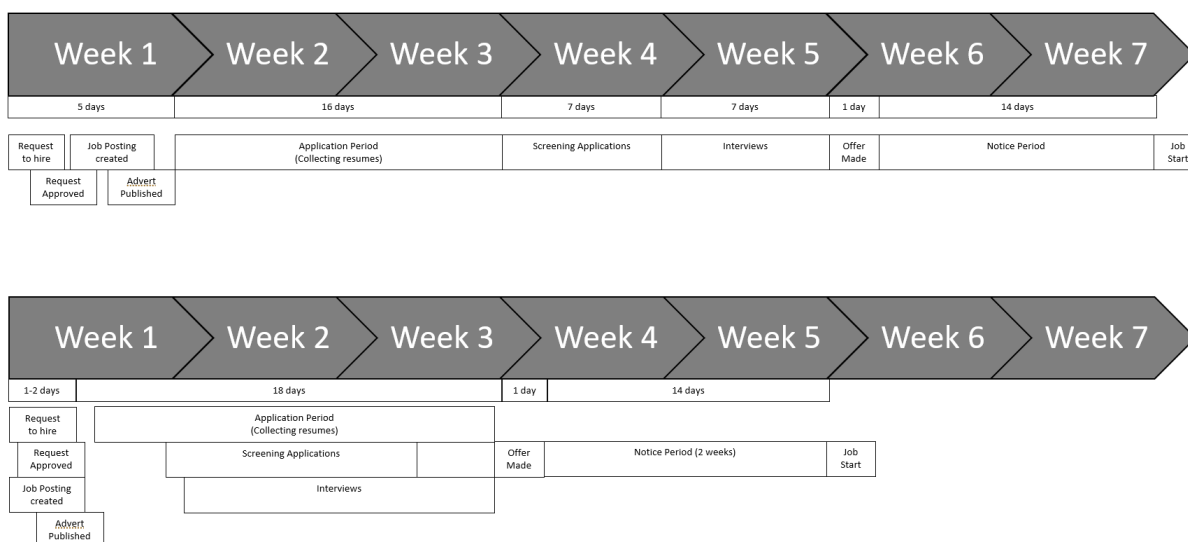 Week 1 Week 2 Week 3 Week 4 Week 5 Week 6 Week 7
5 days 16 days 7 days 7 days 1 day 14 days
Request
to hire
Job Posting
created
Application Period
(Collecting resumes)
Screening Applications
Interviews
Offer
Made
Notice Period
Job
Start
Request
Approved
Advert
Published
Week 1 Week 2 Week 3 Week 4 Week 5 Week 6 Week 7
1-2 days 18 days 1 day 14 days
Request
to hire
Application Period
(Collecting resumes)
Request
Approved
Screening Applications
Offer
Made
Notice Period (2 weeks)
Job
Start
Job Posting
created
Interviews
Advert
Published